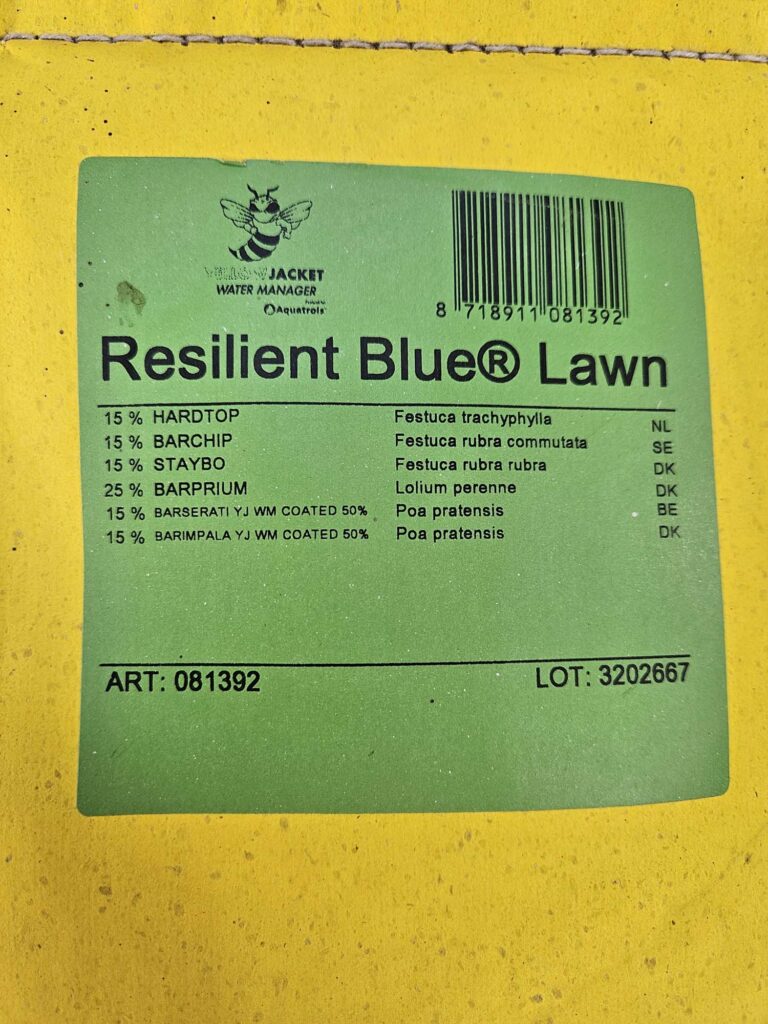 YELLOWJACKET
WATER MANAGER
Aquatrols
8 718911 081392
Resilient Blue® Lawn
15 % HARDTOP Festuca trachyphylla NL
15 % BARCHIP Festuca rubra commutata SE
15 % STAYBO Festuca rubra rubra DK
25 % BARPRIUM Lolium perenne DK
15 % BARSERATI YJ WM COATED 50% Poa pratensis BE
15 % BARIMPALA YJ WM COATED 50% Poa pratensis DK
ART: 081392 LOT: 3202667